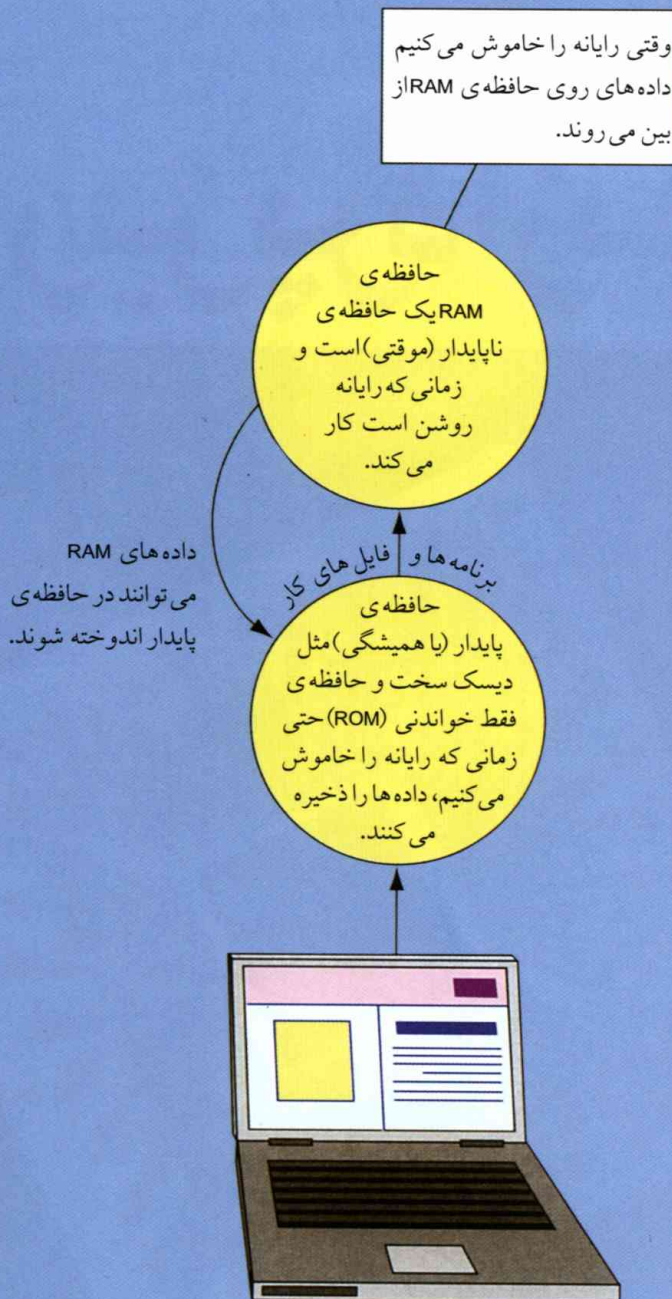 وقتی رایانه را خاموش می‌کنیم
داده‌های روی حافظه‌ی RAM از
بین می‌روند.
حافظه‌ی
RAM یک حافظه‌ی
ناپایدار (موقتی) است و
زمانی که رایانه
روشن است کار
می‌کند.
داده‌های RAM
می‌توانند در حافظه‌ی
پایدار اندوخته شوند.
برنامه‌ها و فایل‌های کار
حافظه‌ی
پایدار (یا همیشگی) مثل
دیسک سخت و حافظه‌ی
فقط خواندنی (ROM) حتی
زمانی که رایانه را خاموش
می‌کنیم، داده‌ها را ذخیره
می‌کنند.